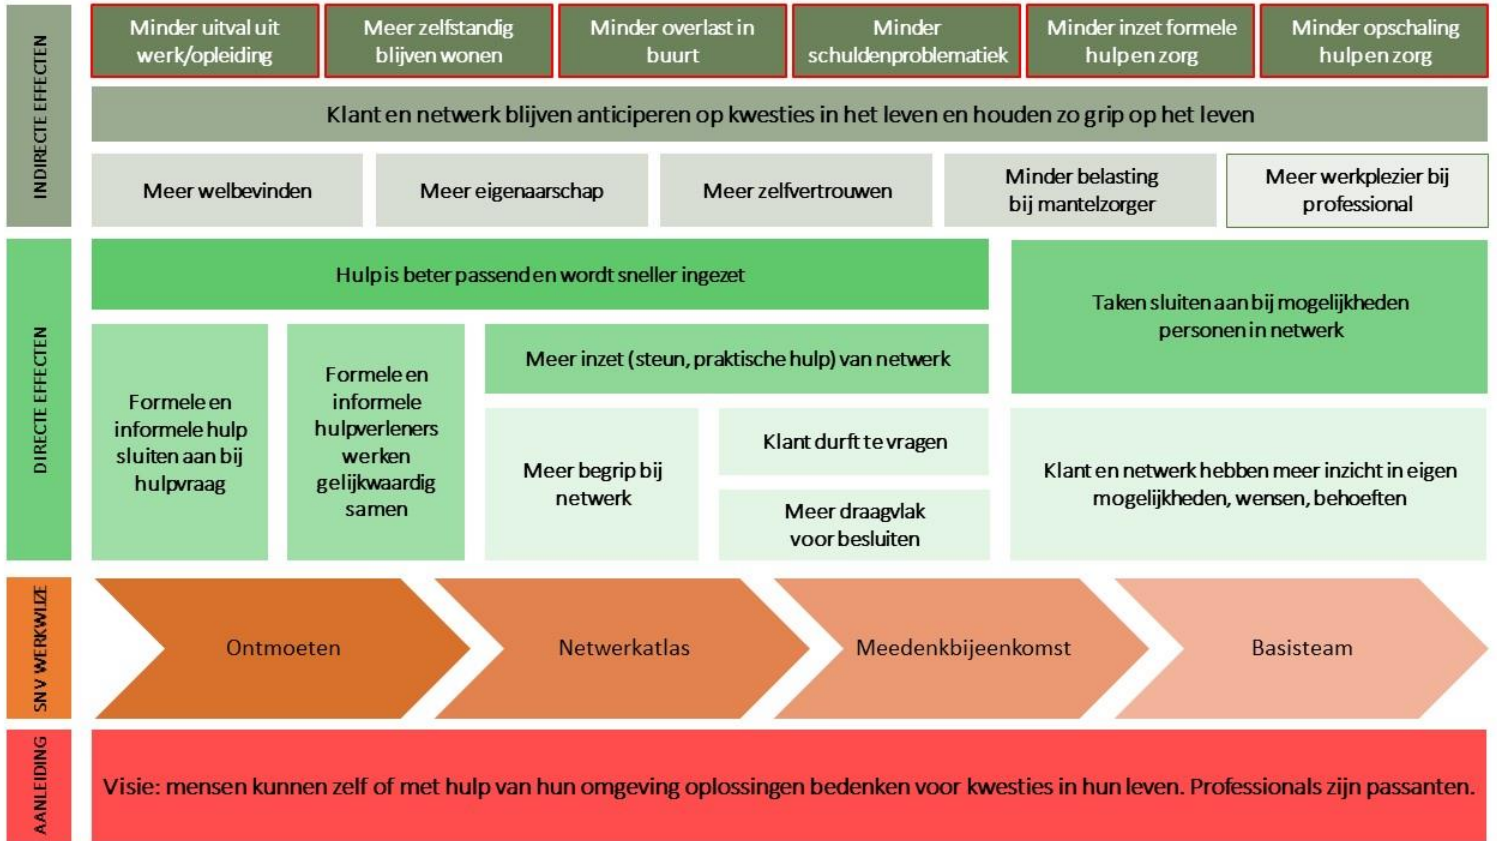 INDIRECTE EFFECTEN
Minder uitval uit
werk/opleiding
Meer zelfstandig
blijven wonen
Minder overlast in
buurt
Minder
schuldenproblematiek
Minder inzet formele
hulp en zorg
Minder opschaling
hulp en zorg
Klant en netwerk blijven anticiperen op kwesties in het leven en houden zo grip op het leven
Meer welbevinden
Meer eigenaarschap
Meer zelfvertrouwen
Minder belasting
bij mantelzorger
Meer werkplezier bij
professional
DIRECTE EFFECTEN
Hulp is beter passend en wordt sneller ingezet
Taken sluiten aan bij mogelijkheden
personen in netwerk
Formele en
informele hulp
sluiten aan bij
hulpvraag
Formele en
informele
hulpverleners
werken
gelijkwaardig
samen
Meer inzet (steun, praktische hulp) van netwerk
Meer begrip bij
netwerk
Klant durft te vragen
Meer draagvlak
voor besluiten
Klant en netwerk hebben meer inzicht in eigen
mogelijkheden, wensen, behoeften
SNV WERKWIJZE
Ontmoeten
Netwerkatlas
Meedenkbijeenkomst
Basisteam
AANLEIDING
Visie: mensen kunnen zelf of met hulp van hun omgeving oplossingen bedenken voor kwesties in hun leven. Professionals zijn passanten.